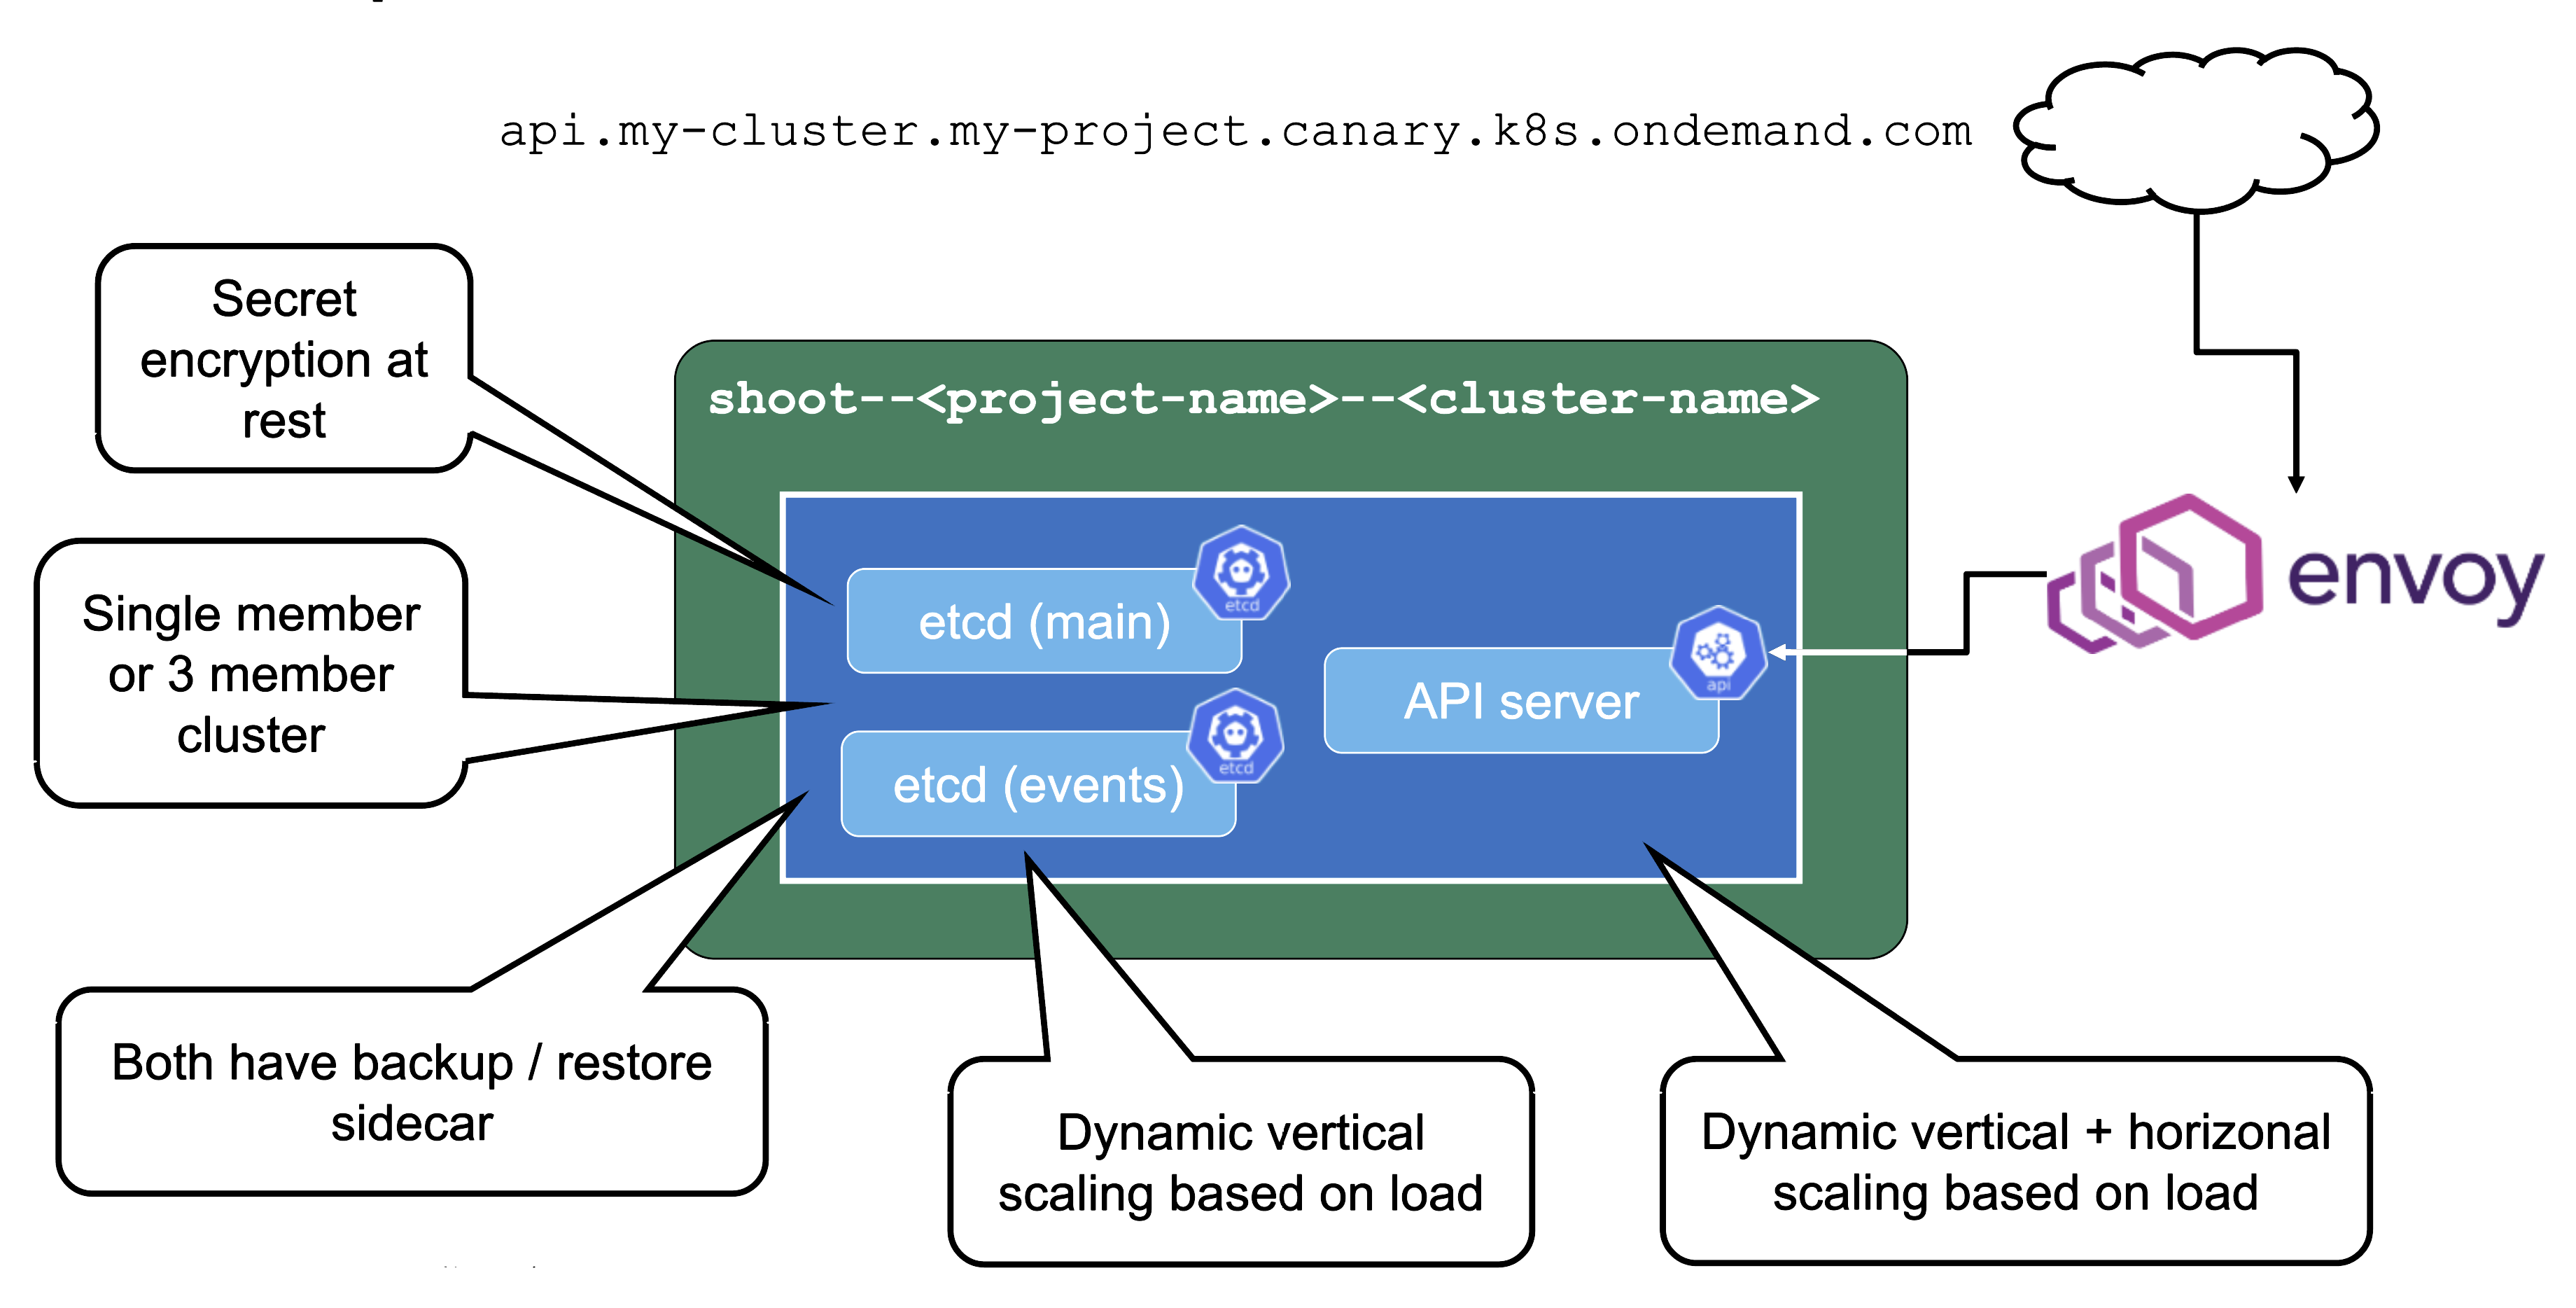 api.my-cluster.my-project.canary.k8s.ondemand.com
Secret
encryption at
rest
shoot--<project-name>--<cluster-name>
Single member
or 3 member
cluster
etcd (main)
etcd
etcd (events)
etcd
API server
api
envoy
Both have backup / restore
sidecar
Dynamic vertical
scaling based on load
Dynamic vertical + horizonal
scaling based on load